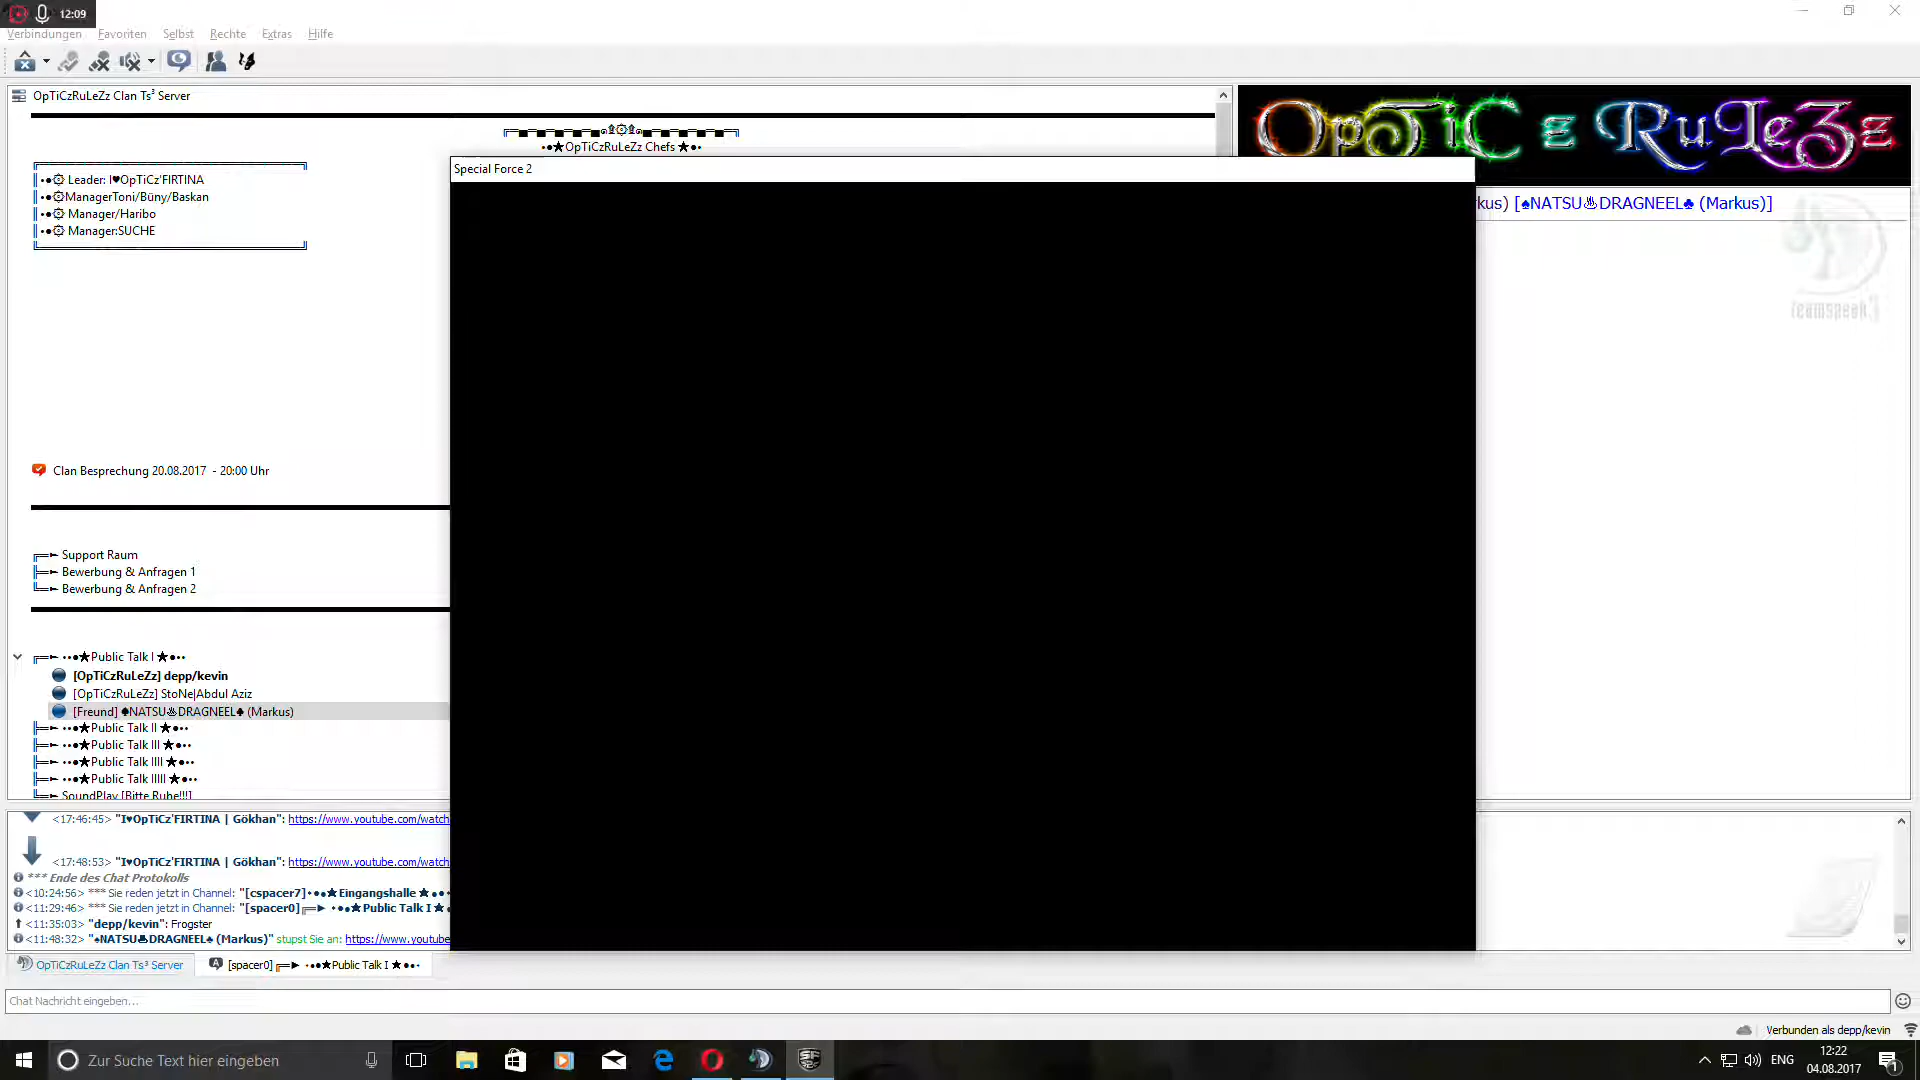 12:09
Verbindungen Favoriten Selbst Rechte Extras Hilfe
OpTiCzRuLeZz Clan Ts³ Server
•●★OpTiCzRuLeZz Chefs ★●•
OpTiC z RuLeZz
•●۞ Leader: I♥OpTiCz'FIRTINA
•●۞ManagerToni/Büny/Baskan
•●۞ Manager/Haribo
•●۞ Manager:SUCHE
Special Force 2
rkus) [♠NATSU♨DRAGNEEL♣ (Markus)]
teamspeak3
Clan Besprechung 20.08.2017 - 20:00 Uhr
╔═► Support Raum
╠═► Bewerbung & Anfragen 1
╚═► Bewerbung & Anfragen 2
╔═► ••●★Public Talk I ★●••
[OpTiCzRuLeZz] depp/kevin
[OpTiCzRuLeZz] StoNe|Abdul Aziz
[Freund] ♠NATSU♨DRAGNEEL♣ (Markus)
╠═► ••●★Public Talk II ★●••
╠═► ••●★Public Talk III ★●••
╠═► ••●★Public Talk IIII ★●••
╠═► ••●★Public Talk IIIII ★●••
╚═► SoundPlay [Bitte Ruhe!!!]
<17:46:45> "I♥OpTiCz'FIRTINA | Gökhan": https://www.youtube.com/watch
<17:48:53> "I♥OpTiCz'FIRTINA | Gökhan": https://www.youtube.com/watch
*** Ende des Chat Protokolls
<10:24:56> *** Sie reden jetzt in Channel: "[cspacer7]•●●★Eingangshalle ★●●•
<11:29:46> *** Sie reden jetzt in Channel: "[spacer0]╔═► •●●★Public Talk I ★●
<11:35:03> "depp/kevin": Frogster
<11:48:32> "♠NATSU♨DRAGNEEL♣ (Markus)" stupst Sie an: https://www.youtube
OpTiCzRuLeZz Clan Ts³ Server
[spacer0]╔═► ••●★Public Talk I ★●••
Chat Nachricht eingeben...
Verbunden als depp/kevin
Zur Suche Text hier eingeben
ENG
12:22
04.08.2017
1